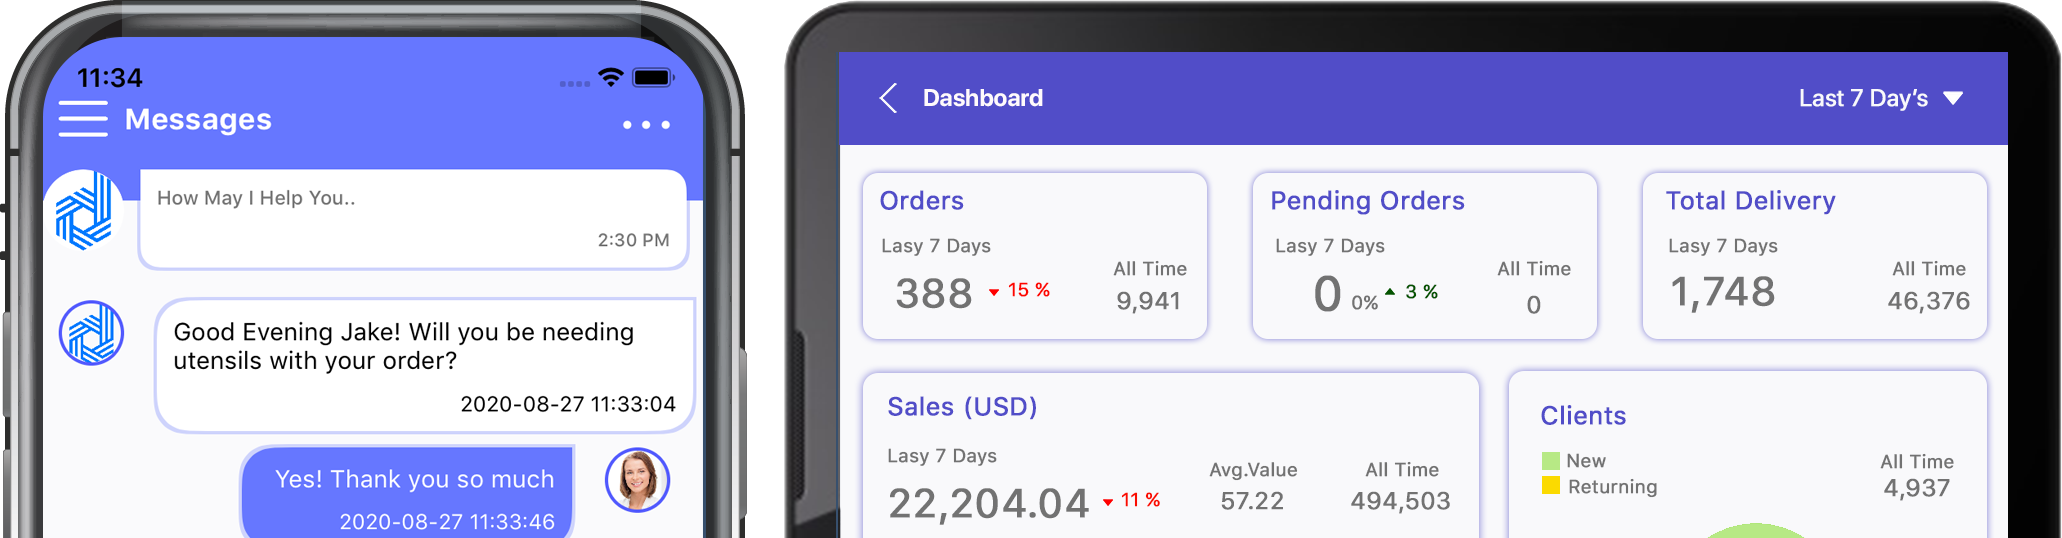 11:34
Messages
How May I Help You..
2:30 PM
Good Evening Jake! Will you be needing
utensils with your order?
2020-08-27 11:33:04
Yes! Thank you so much
2020-08-27 11:33:46
Dashboard
Last 7 Day's
Orders
Lasy 7 Days
388 15 %
All Time
9,941
Pending Orders
Lasy 7 Days
0 0% 3 %
All Time
0
Total Delivery
Lasy 7 Days
1,748
All Time
46,376
Sales (USD)
Last 7 Days
22,204.04 11 %
Avg.Value
57.22
All Time
494,503
Clients
New
Returning
All Time
4,937